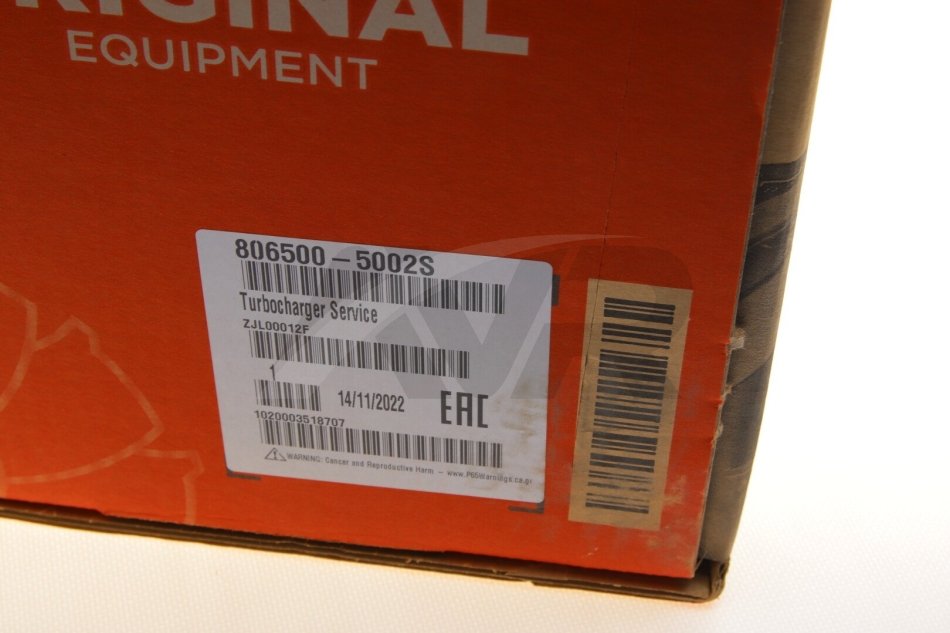 RIGINAL
EQUIPMENT
806500-5002S
Turbocharger Service
ZJL00012F
1
14/11/2022 EAC
1020003518707
WARNING: Cancer and Reproductive Harm - www.P65Warnings.ca.gov